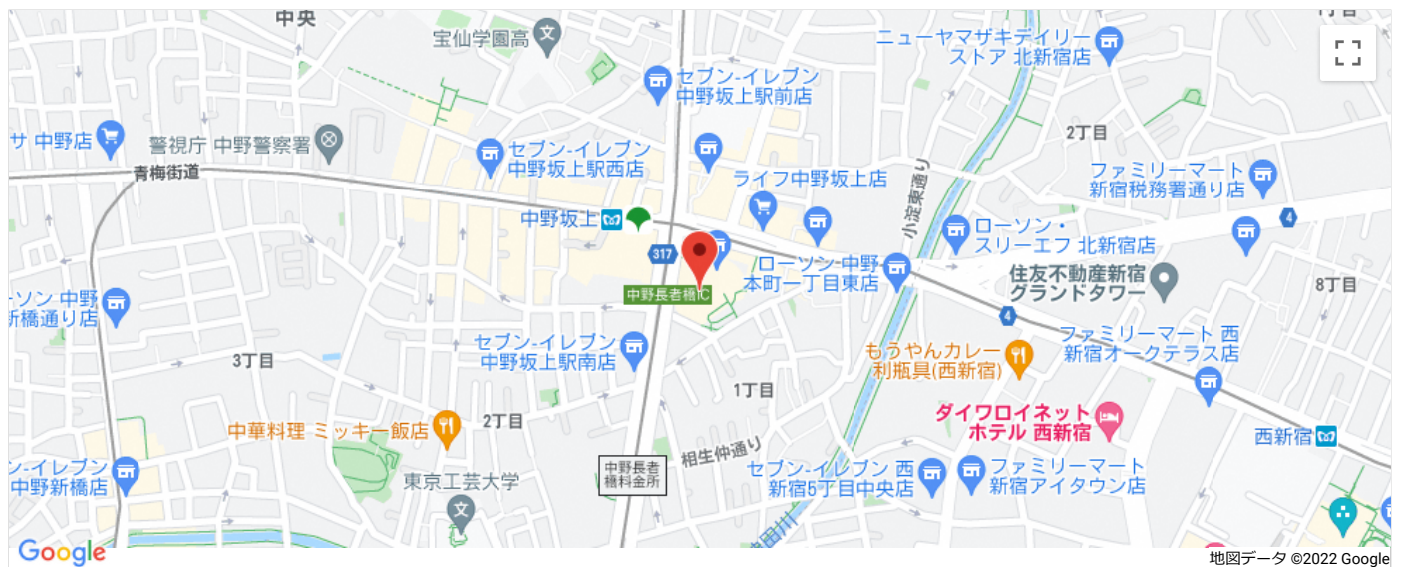 中央
宝仙学園高
ニューヤマザキデイリー
ストア 北新宿店
セブン-イレブン
中野坂上駅前店
2丁目
サ 中野店
警視庁 中野警察署
セブン-イレブン
中野坂上駅西店
青梅街道
ファミリーマート
新宿税務署通り店
ライフ中野坂上店
小淀東通り
中野坂上
4
317
ローソン・
スリーエフ 北新宿店
ローソン 中野
本町一丁目東店
住友不動産新宿
グランドタワー
8丁目
中野長老橋IC
ーソン 中野
新橋通り店
4
セブン-イレブン
中野坂上駅南店
3丁目
もうやんカレー
利瓶具(西新宿)
ファミリーマート 西
新宿オークテラス店
1丁目
2丁目
中華料理 ミッキー飯店
ダイワロイネット
ホテル 西新宿
西新宿
相生仲通り
中野長老
橋料金所
ン-イレブン
中野新橋店
東京工芸大学
文
文
セブン-イレブン 西
新宿5丁目中央店
ファミリーマート
新宿アイタウン店
神田川
Google
地図データ ©2022 Google